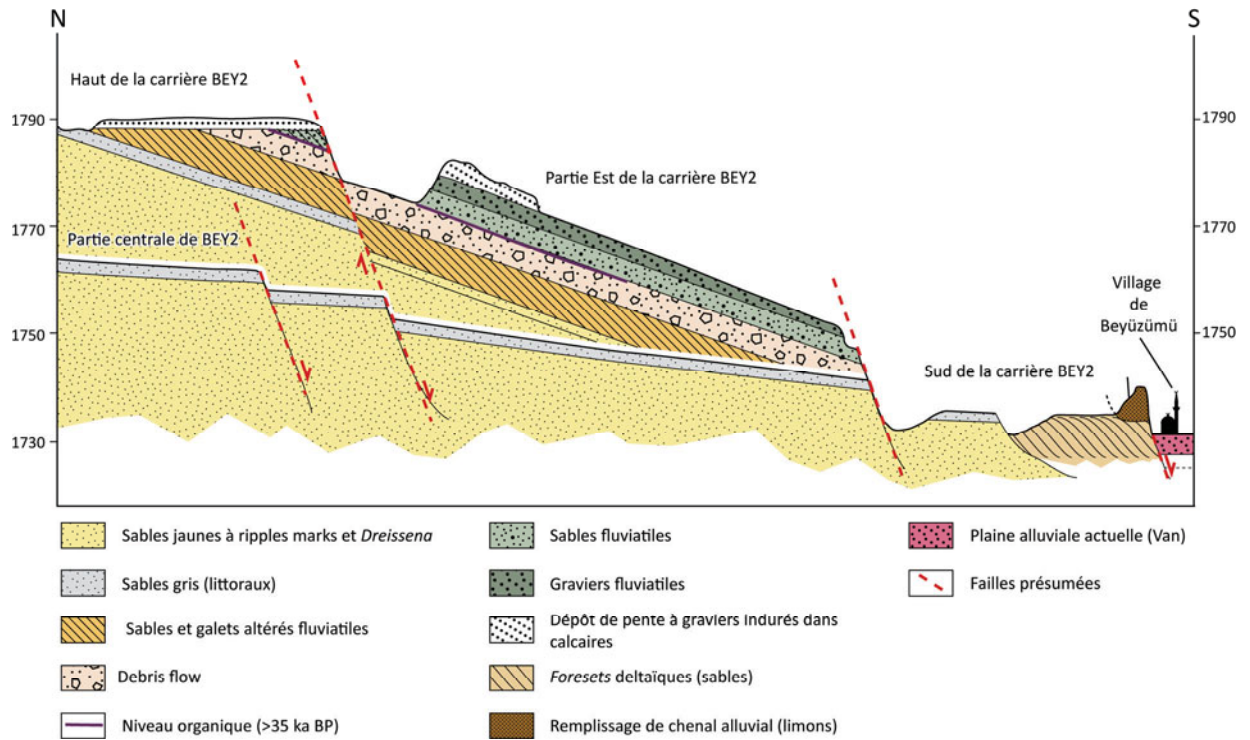 N
S
Haut de la carrière BEY2
1790
1790
Partie Est de la carrière BEY2
1770
1770
Partie centrale de BEY2
Village
de
Beyüzümü
1750
1750
Sud de la carrière BEY2
1730
Sables jaunes à ripples marks et Dreissena
Sables fluviatiles
Plaine alluviale actuelle (Van)
Sables gris (littoraux)
Graviers fluviatiles
Failles présumées
Sables et galets altérés fluviatiles
Dépôt de pente à graviers indurés dans
calcaires
Debris flow
Foresets deltaïques (sables)
Niveau organique (>35 ka BP)
Remplissage de chenal alluvial (limons)